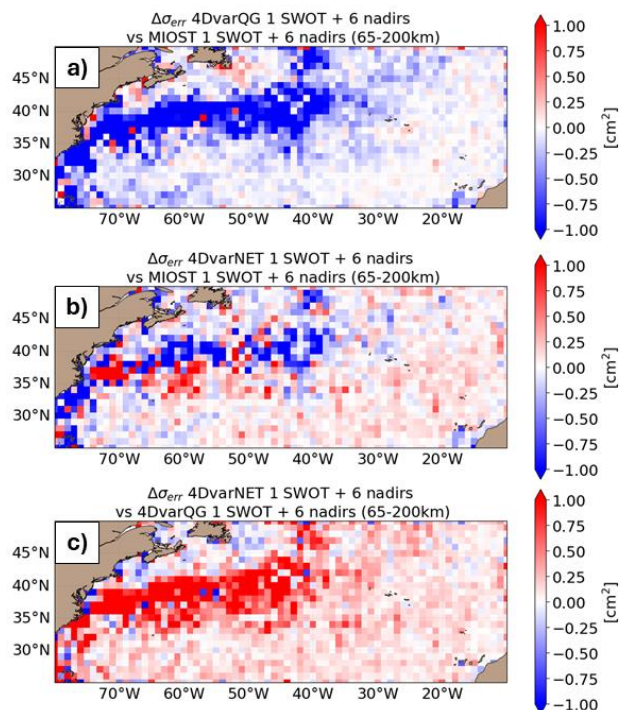 Δσerr 4DvarQG 1 SWOT + 6 nadirs
vs MIOST 1 SWOT + 6 nadirs (65-200km)
a)
45°N
40°N
35°N
30°N
70°W 60°W 50°W 40°W 30°W 20°W
1.00
0.75
0.50
0.25
0.00
−0.25
−0.50
−0.75
−1.00
[cm²]
Δσerr 4DvarNET 1 SWOT + 6 nadirs
vs MIOST 1 SWOT + 6 nadirs (65-200km)
b)
45°N
40°N
35°N
30°N
70°W 60°W 50°W 40°W 30°W 20°W
1.00
0.75
0.50
0.25
0.00
−0.25
−0.50
−0.75
−1.00
[cm²]
Δσerr 4DvarNET 1 SWOT + 6 nadirs
vs 4DvarQG 1 SWOT + 6 nadirs (65-200km)
c)
45°N
40°N
35°N
30°N
70°W 60°W 50°W 40°W 30°W 20°W
1.00
0.75
0.50
0.25
0.00
−0.25
−0.50
−0.75
−1.00
[cm²]